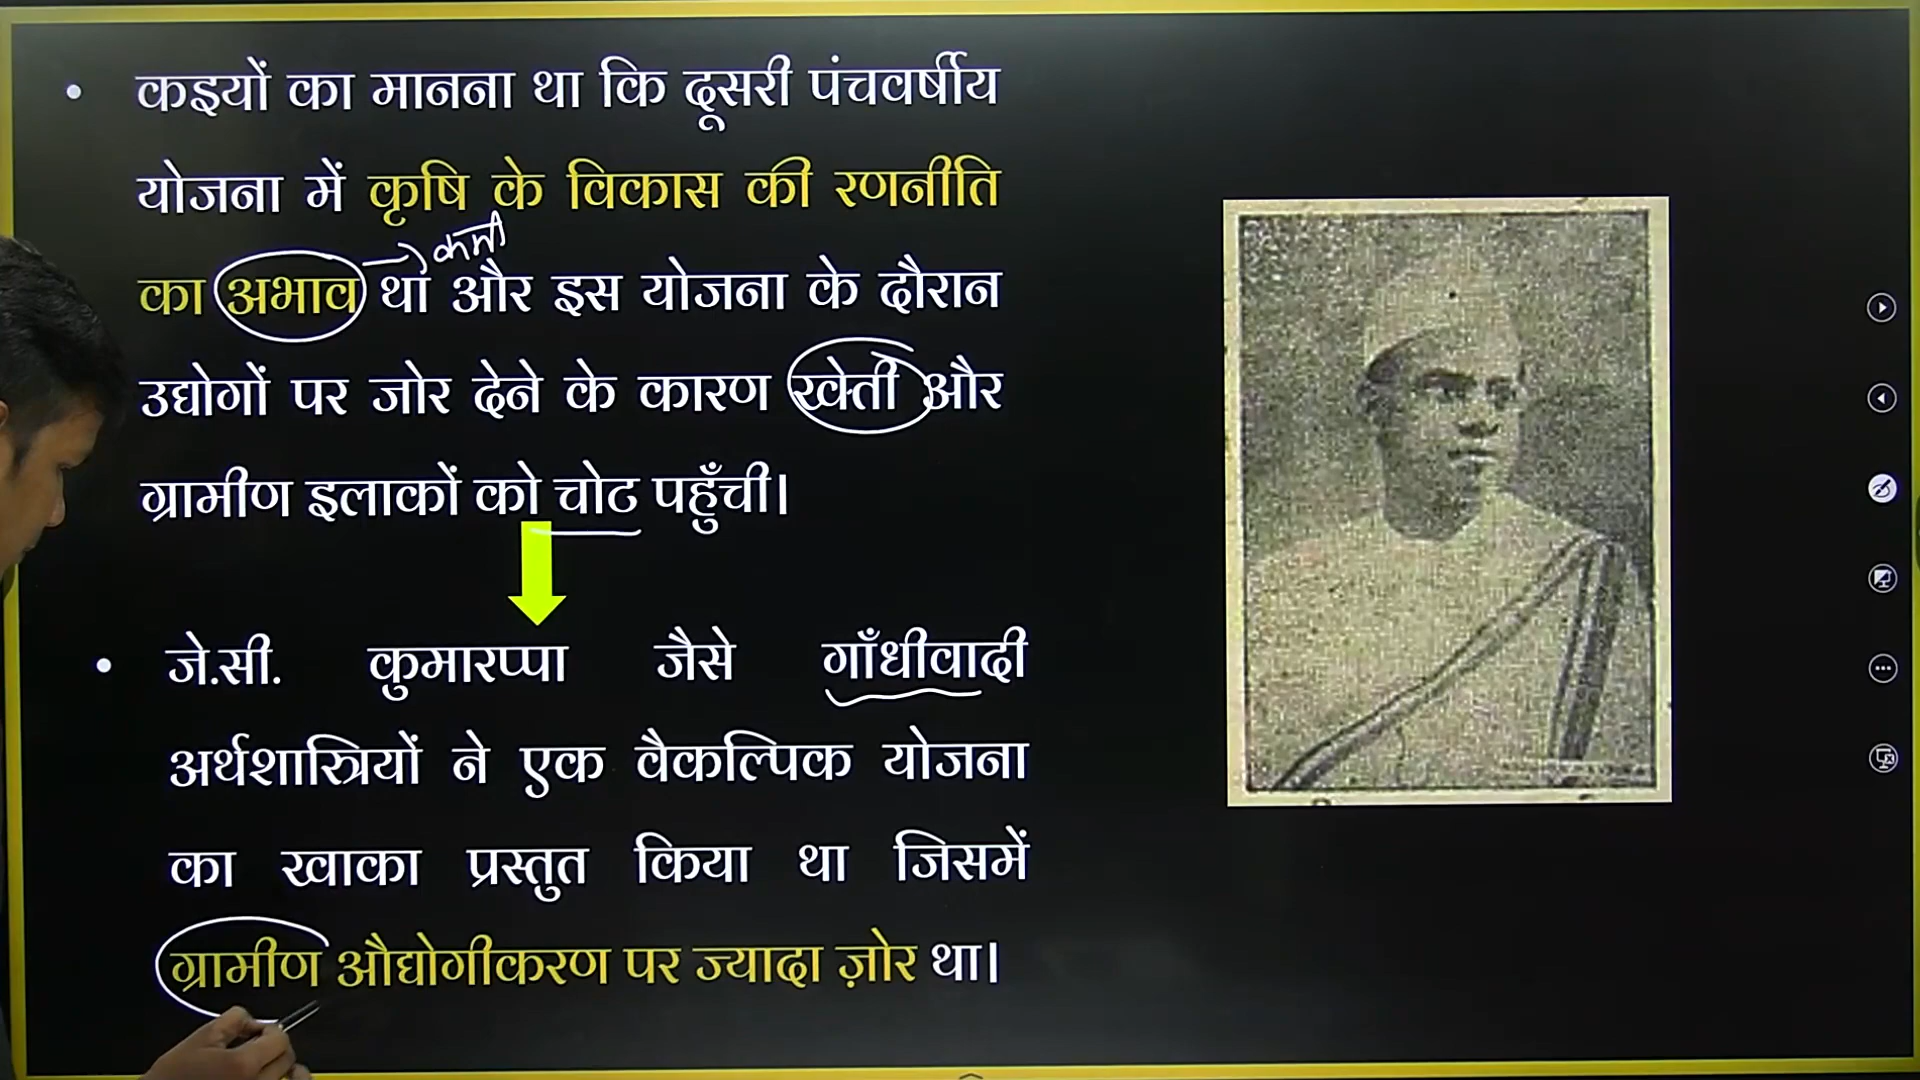 कइयों का मानना था कि दूसरी पंचवर्षीय
योजना में कृषि के विकास की रणनीति
कमी
का अभाव था और इस योजना के दौरान
उद्योगों पर जोर देने के कारण खेती और
ग्रामीण इलाकों को चोट पहुँची।
जे.सी. कुमारप्पा जैसे गाँधीवादी
अर्थशास्त्रियों ने एक वैकल्पिक योजना
का खाका प्रस्तुत किया था जिसमें
ग्रामीण औद्योगीकरण पर ज्यादा ज़ोर था।